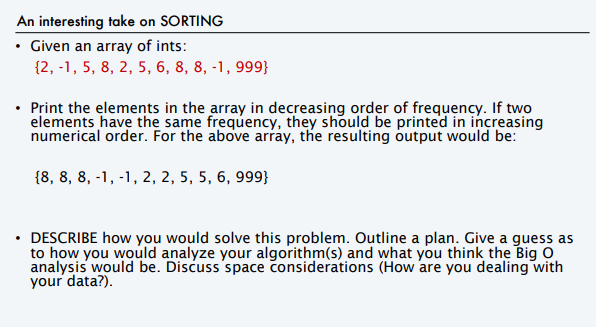 An interesting take on SORTING
• Given an array of ints:
{2, -1, 5, 8, 2, 5, 6, 8, 8, -1, 999}
• Print the elements in the array in decreasing order of frequency. If two
elements have the same frequency, they should be printed in increasing
numerical order. For the above array, the resulting output would be:
{8, 8, 8, -1, -1, 2, 2, 5, 5, 6, 999}
• DESCRIBE how you would solve this problem. Outline a plan. Give a guess as
to how you would analyze your algorithm(s) and what you think the Big O
analysis would be. Discuss space considerations (How are you dealing with
your data?).